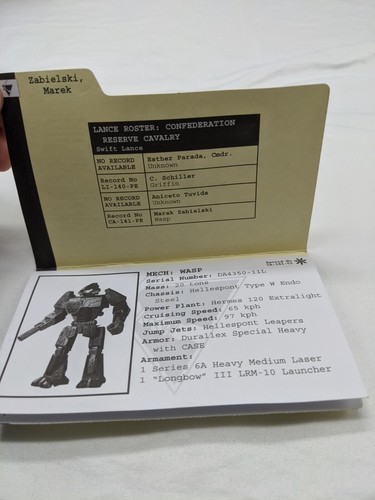 Zabielski,
Marek
LANCE ROSTER: CONFEDERATION
RESERVE CAVALRY
Swift Lance
NO RECORD AVAILABLE Esther Parada, Cmdr. Unknown
Record No LI-140-PE C. Schiller Griffin
NO RECORD AVAILABLE Aniceto Tuvida Unknown
Record No CA-141-PE Marek Zabielski Wasp
MECH: WASP
Serial Number: DA4350-11L
Mass: 20 tons
Chassis: Hellespont Type W Endo
Steel
Power Plant: Hermes 120 Extralight
Cruising Speed: 65 kph
Maximum Speed: 97 kph
Jump Jets: Hellespont Leapers
Armor: Durallex Special Heavy
with CASE
Armament:
1 Series 6A Heavy Medium Laser
1 "Longbow" III LRM-10 Launcher